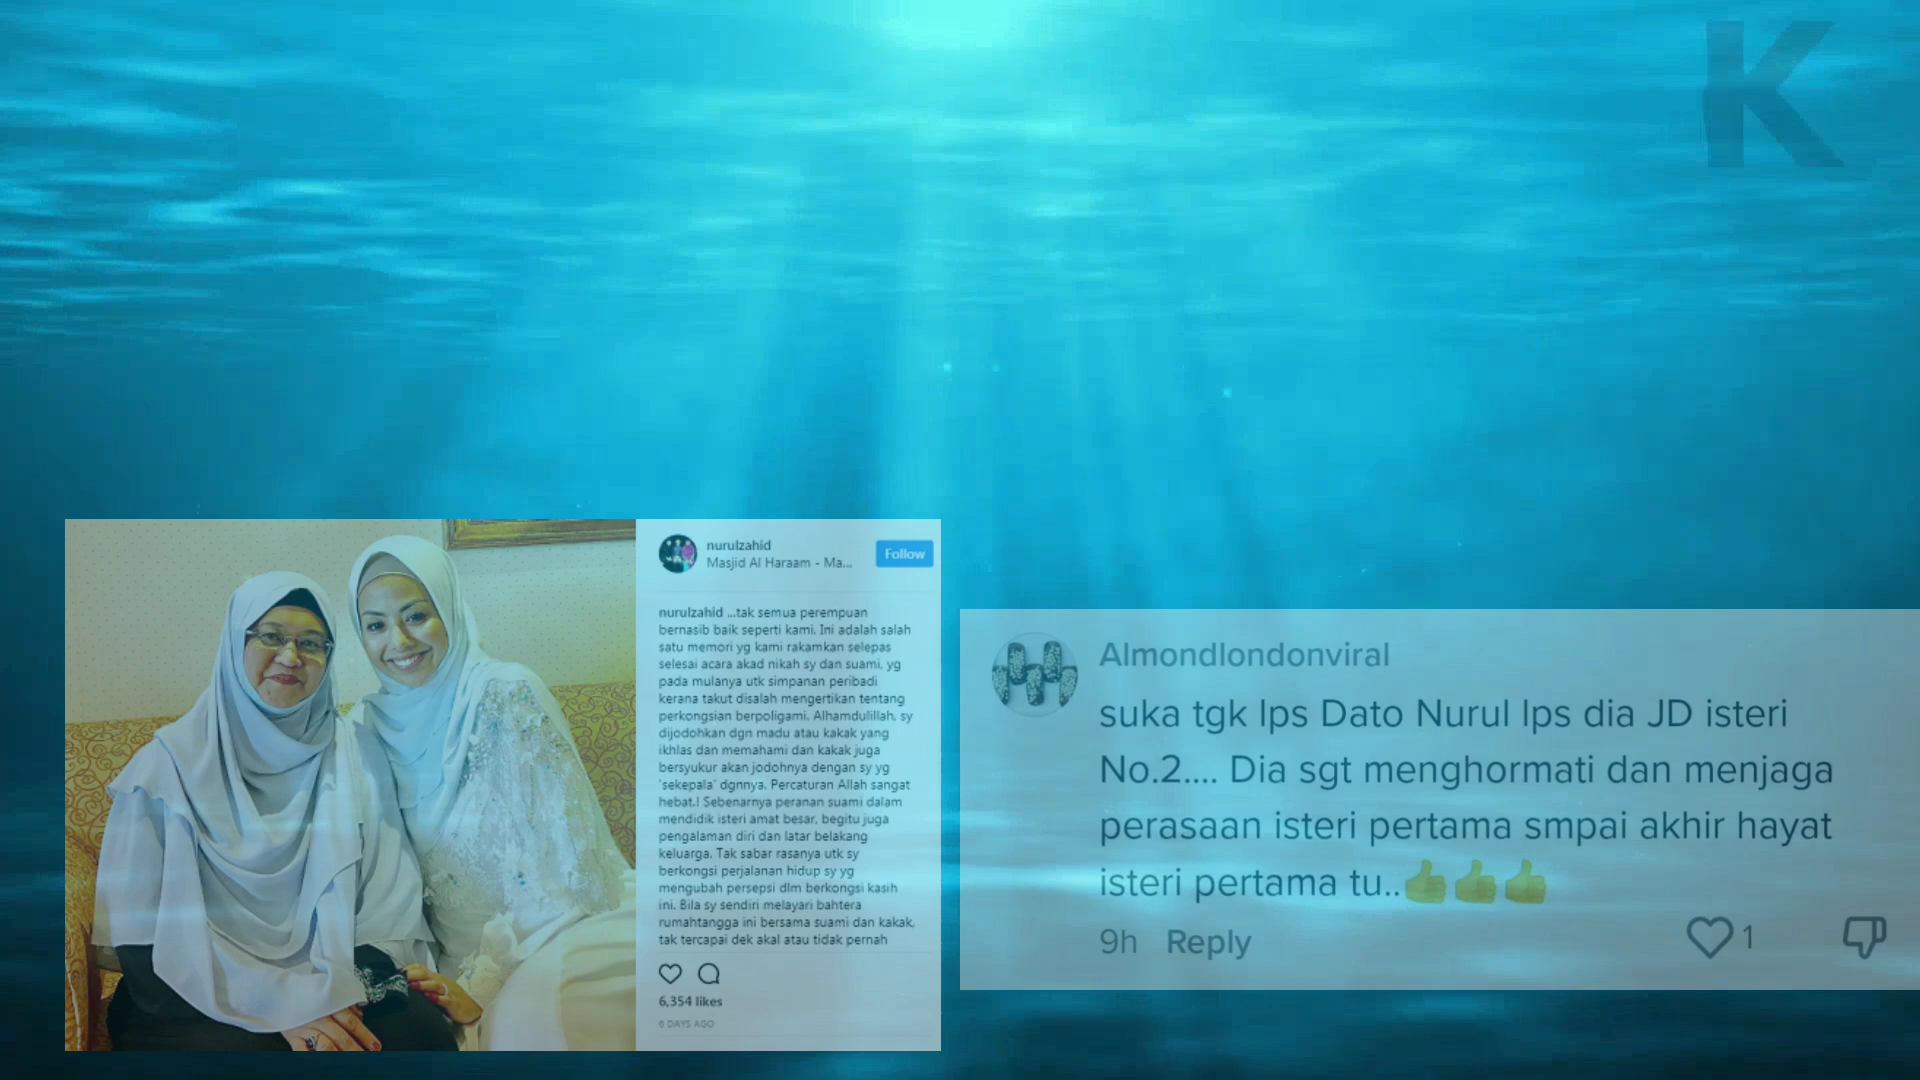 K
nurulzahid
Masjid Al Haraam - Ma...
Follow
nurulzahid ...tak semua perempuan
bernasib baik seperti kami. Ini adalah salah
satu memori yg kami rakamkan selepas
selesai acara akad nikah sy dan suami, yg
pada mulanya utk simpanan peribadi
kerana takut disalah mengertikan tentang
perkongsian berpoligami. Alhamdulillah, sy
dijodohkan dgn madu atau kakak yang
ikhlas dan memahami dan kakak juga
bersyukur akan jodohnya dengan sy yg
'sekepala' dgnnya. Percaturan Allah sangat
hebat.! Sebenarnya peranan suami dalam
mendidik isteri amat besar, begitu juga
pengalaman diri dan latar belakang
keluarga. Tak sabar rasanya utk sy
berkongsi perjalanan hidup sy yg
mengubah persepsi dlm berkongsi kasih
ini. Bila sy sendiri melayari bahtera
rumahtangga ini bersama suami dan kakak,
tak tercapai dek akal atau tidak pernah
6,354 likes
6 DAYS AGO
Almondlondonviral
suka tgk lps Dato Nurul lps dia JD isteri
No.2.... Dia sgt menghormati dan menjaga
perasaan isteri pertama smpai akhir hayat
isteri pertama tu..👍👍👍
9h Reply
1